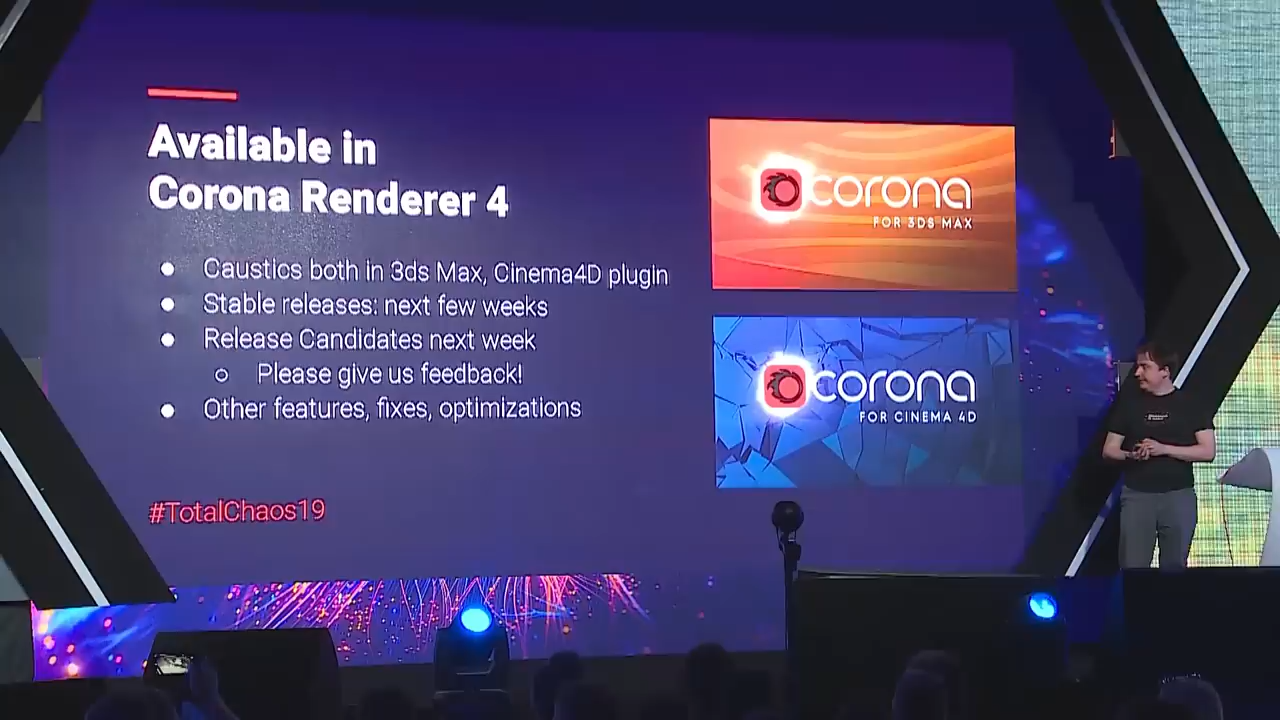 Available in
Corona Renderer 4
Caustics both in 3ds Max, Cinema4D plugin
Stable releases: next few weeks
Release Candidates next week
Please give us feedback!
Other features, fixes, optimizations
#TotalChaos19
corona
FOR 3DS MAX
corona
FOR CINEMA 4D